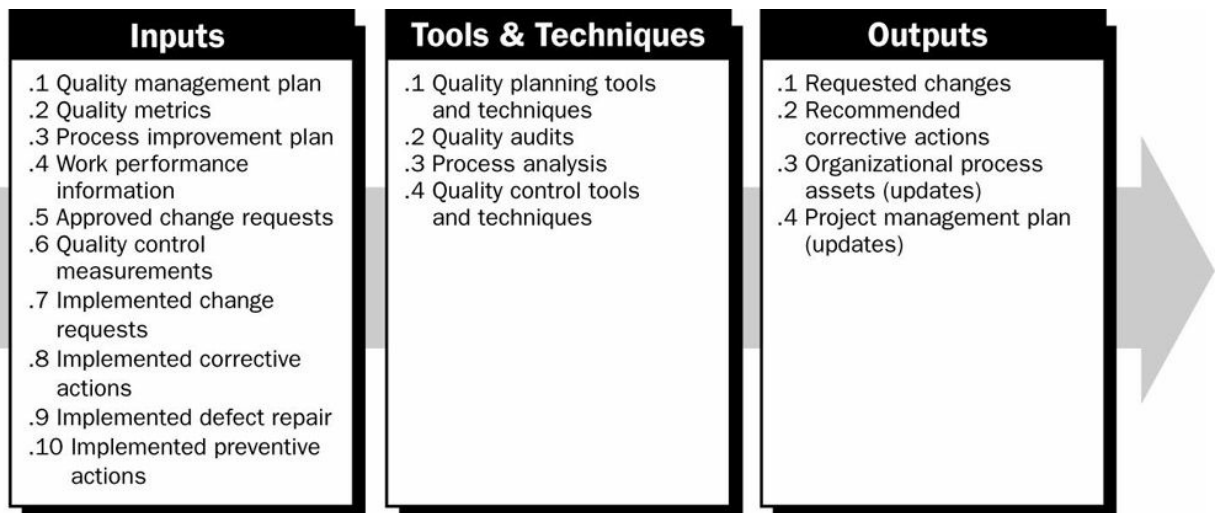 Inputs
.1 Quality management plan
.2 Quality metrics
.3 Process improvement plan
.4 Work performance
information
.5 Approved change requests
.6 Quality control
measurements
.7 Implemented change
requests
.8 Implemented corrective
actions
.9 Implemented defect repair
.10 Implemented preventive
actions
Tools & Techniques
.1 Quality planning tools
and techniques
.2 Quality audits
.3 Process analysis
.4 Quality control tools
and techniques
Outputs
.1 Requested changes
.2 Recommended
corrective actions
.3 Organizational process
assets (updates)
.4 Project management plan
(updates)